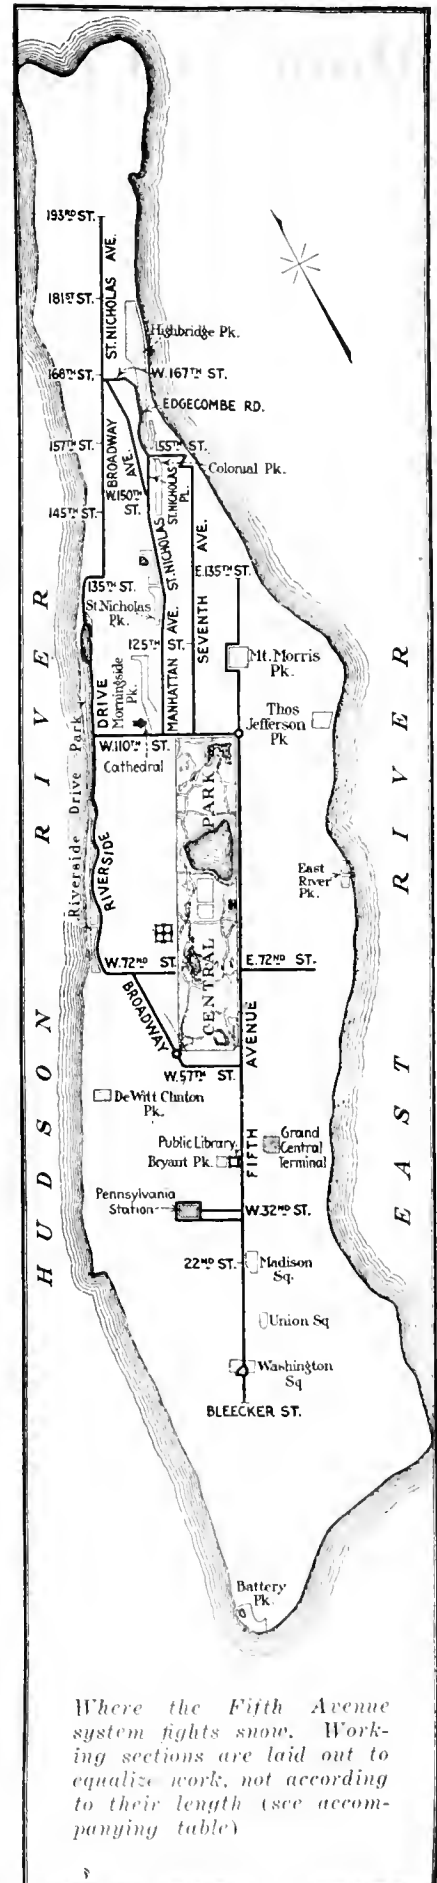 193RD ST.
ST. NICHOLAS AVE.
181ST ST.
Highbridge Pk.
168TH ST.
W. 167TH ST.
EDGECOMBE RD.
157TH ST.
BROADWAY
AVE.
155TH ST.
Colonial Pk.
W. 150TH
ST.
ST. NICHOLAS
PL.
145TH ST.
ST. NICHOLAS
AVE.
E. 135TH ST.
135TH ST.
St Nicholas
Pk.
125TH ST.
MANHATTAN AVE.
SEVENTH
Mt. Morris
Pk.
DRIVE
Morningside
Pk.
Thos
Jefferson
Pk
W. 110TH ST.
Cathedral
Riverside Drive Park
RIVERSIDE
CENTRAL PARK
East
River
Pk.
HUDSON RIVER
EAST RIVER
W. 72ND ST.
E. 72ND ST.
BROADWAY
FIFTH AVENUE
W. 57TH ST.
De Witt Clinton
Pk.
Public Library
Bryant Pk.
Grand
Central
Terminal
Pennsylvania
Station
W. 32ND ST.
22ND ST.
Madison
Sq.
Union Sq
Washington
Sq
BLEECKER ST.
Battery
Pk.
Where the Fifth Avenue
system fights snow. Work-
ing sections are laid out to
equalize work, not according
to their length (see accom-
panying table)